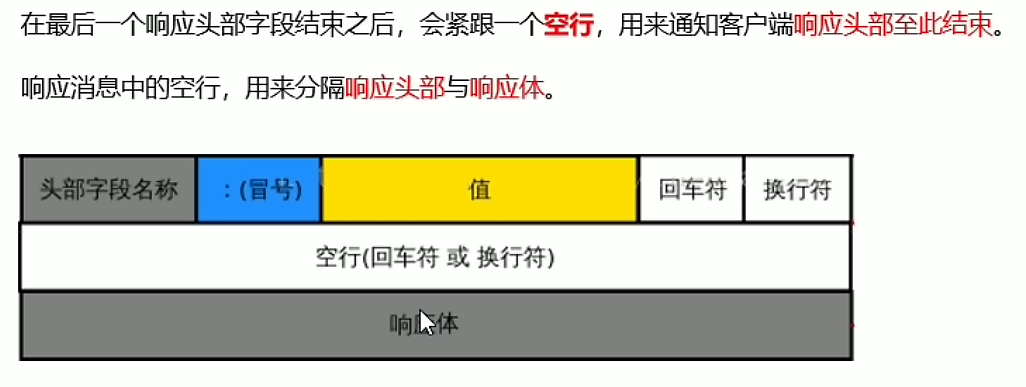 在最后一个响应头部字段结束之后，会紧跟一个空行，用来通知客户端响应头部至此结束。
响应消息中的空行，用来分隔响应头部与响应体。
头部字段名称 ：(冒号) 值 回车符 换行符
空行(回车符 或 换行符)
响应体